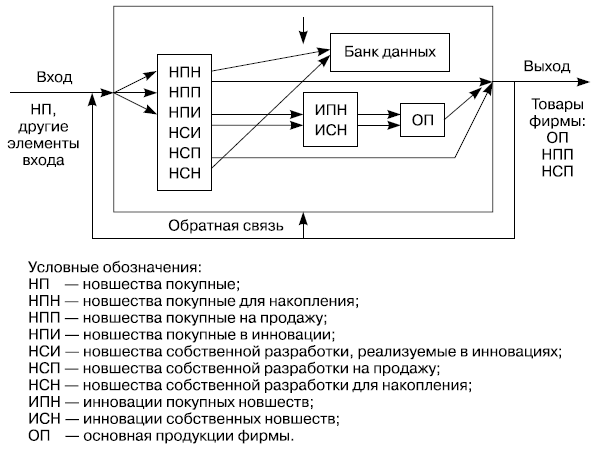 Вход
НП,
другие
элементы
входа
НПН
НПП
НПИ
НСИ
НСП
НСН
Банк данных
ИПН
ИСН
ОП
Выход
Товары
фирмы:
ОП
НПП
НСП
Обратная связь
Условные обозначения:
НП — новшества покупные;
НПН — новшества покупные для накопления;
НПП — новшества покупные на продажу;
НПИ — новшества покупные в инновации;
НСИ — новшества собственной разработки, реализуемые в инновациях;
НСП — новшества собственной разработки на продажу;
НСН — новшества собственной разработки для накопления;
ИПН — инновации покупных новшеств;
ИСН — инновации собственных новшеств;
ОП — основная продукции фирмы.